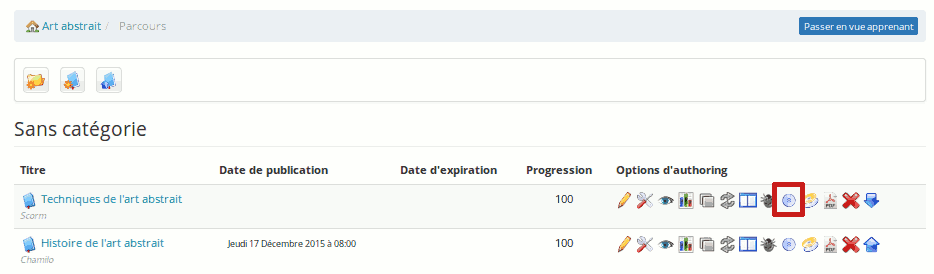 Art abstrait / Parcours
Passer en vue apprenant
Sans catégorie
Titre Date de publication Date d'expiration Progression Options d'authoring
Techniques de l'art abstrait 100
Scorm
Histoire de l'art abstrait Jeudi 17 Décembre 2015 à 08:00 100
Chamilo